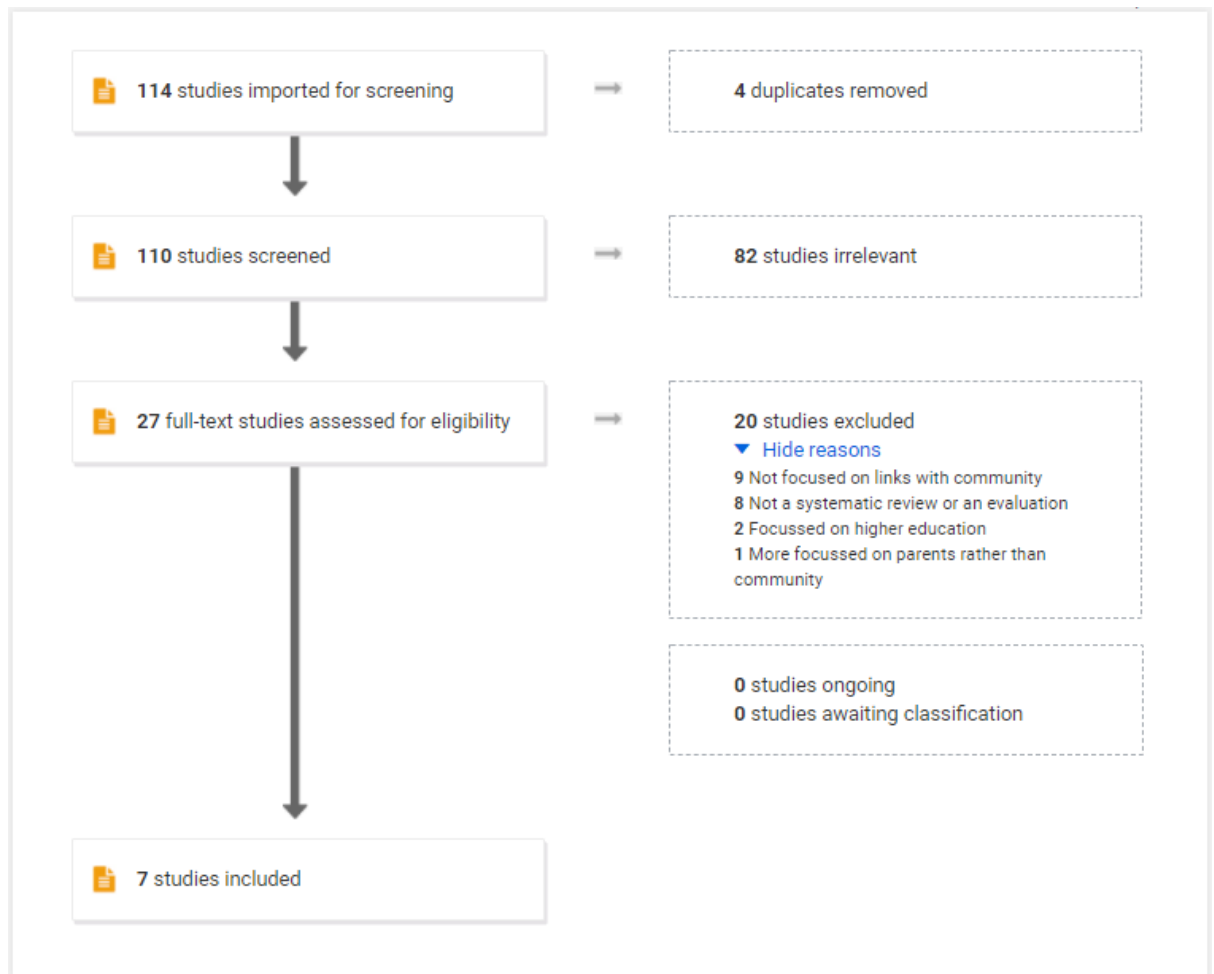 114 studies imported for screening
4 duplicates removed
110 studies screened
82 studies irrelevant
27 full-text studies assessed for eligibility
20 studies excluded
Hide reasons
9 Not focused on links with community
8 Not a systematic review or an evaluation
2 Focussed on higher education
1 More focussed on parents rather than
community
0 studies ongoing
0 studies awaiting classification
7 studies included